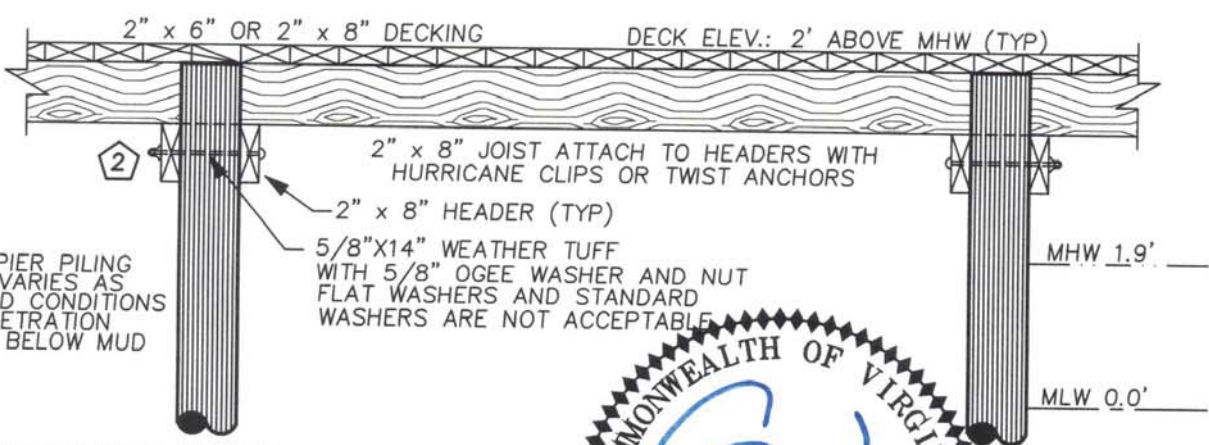 2" x 6" OR 2" x 8" DECKING
DECK ELEV.: 2' ABOVE MHW (TYP)
2
2" x 8" JOIST ATTACH TO HEADERS WITH
HURRICANE CLIPS OR TWIST ANCHORS
2" x 8" HEADER (TYP)
5/8"X14" WEATHER TUFF
WITH 5/8" OGEE WASHER AND NUT
FLAT WASHERS AND STANDARD
WASHERS ARE NOT ACCEPTABLE
PIER PILING
VARIES AS
D CONDITIONS
ETRATION
BELOW MUD
MHW 1.9'
MLW 0.0'
MONWEALTH OF VIRGI